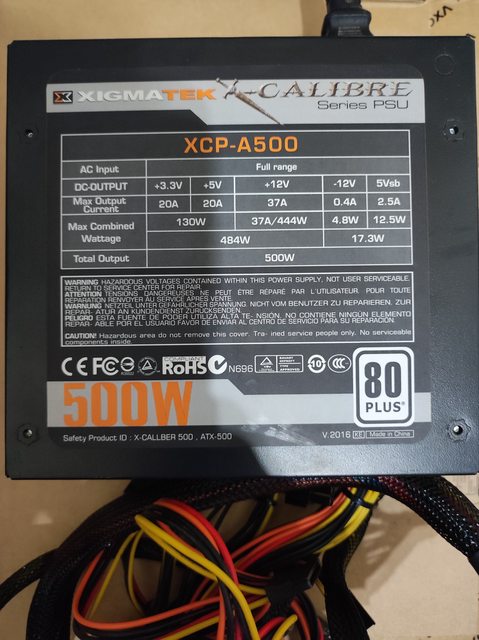 XIGMATEK X-CALIBRE
Series PSU
XCP-A500
AC Input Full range
DC-OUTPUT +3.3V +5V +12V -12V 5Vsb
Max Output Current 20A 20A 37A 0.4A 2.5A
Max Combined Wattage 130W 37A/444W 4.8W 12.5W
484W 17.3W
Total Output 500W
WARNING HAZARDOUS VOLTAGES CONTAINED WITHIN THIS POWER SUPPLY, NOT USER SERVICEABLE,
RETURN TO SERVICE CENTER FOR REPAIR
ATTENTION TENSIONS DANGEREUSES NE PEUT ÊTRE RÉPARÉ PAR L'UTILISATEUR. POUR TOUTE
RÉPARATION RENVOYER AU SERVICE APRÈS VENTE
WARNUNG NETZTEIL UNTER GEFÄHRLICHER SPANNUNG. NICHT VOM BENUTZER ZU REPARIEREN. ZUR
REPAR- ATUR AN KUNDENDIENST ZURÜCKSENDEN
PELIGRO ESTA FUENTE DE PODER UTILIZA ALTA TE- NSIÓN. NO CONTIENE NINGÚN ELEMENTO
REPAR- ABLE POR EL USUARIO FAVOR DE ENVIAR AL CENTRO DE SERVICIO PARA SU REPARACIÓN.
CAUTION! Hazardous area do not remove this cover. Tra- ined service people only. No serviceable
components inside.
CE FCC COMPLIANT RoHS N696 10 CCC
80 PLUS
500W
Safety Product ID : X-CALLBER 500 , ATX-500
V.2016 KE Made in China